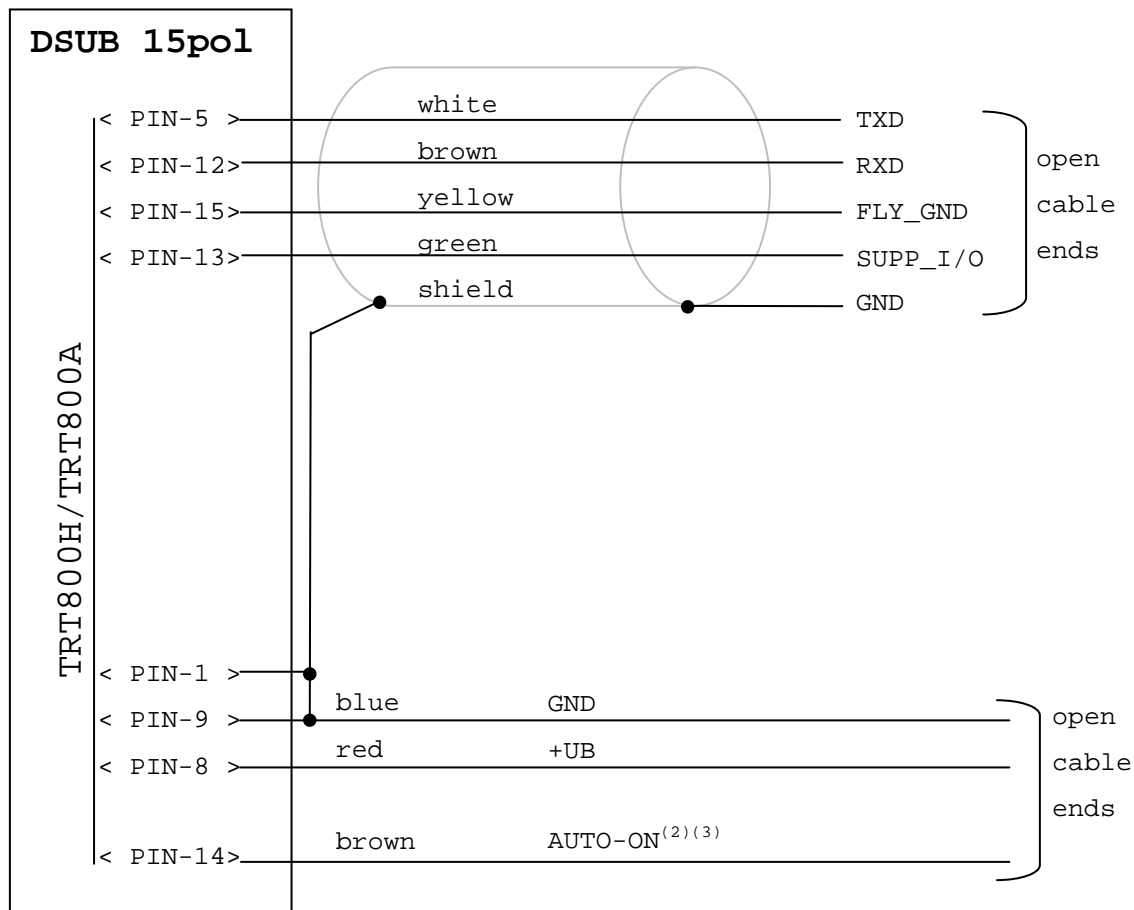 DSUB 15pol
TRT800H/TRT800A
< PIN-5 > white TXD
< PIN-12> brown RXD
< PIN-15> yellow FLY_GND
< PIN-13> green SUPP_I/O
shield GND
open
cable
ends
< PIN-1 >
< PIN-9 > blue GND
< PIN-8 > red +UB
< PIN-14> brown AUTO-ON(2)(3)
open
cable
ends